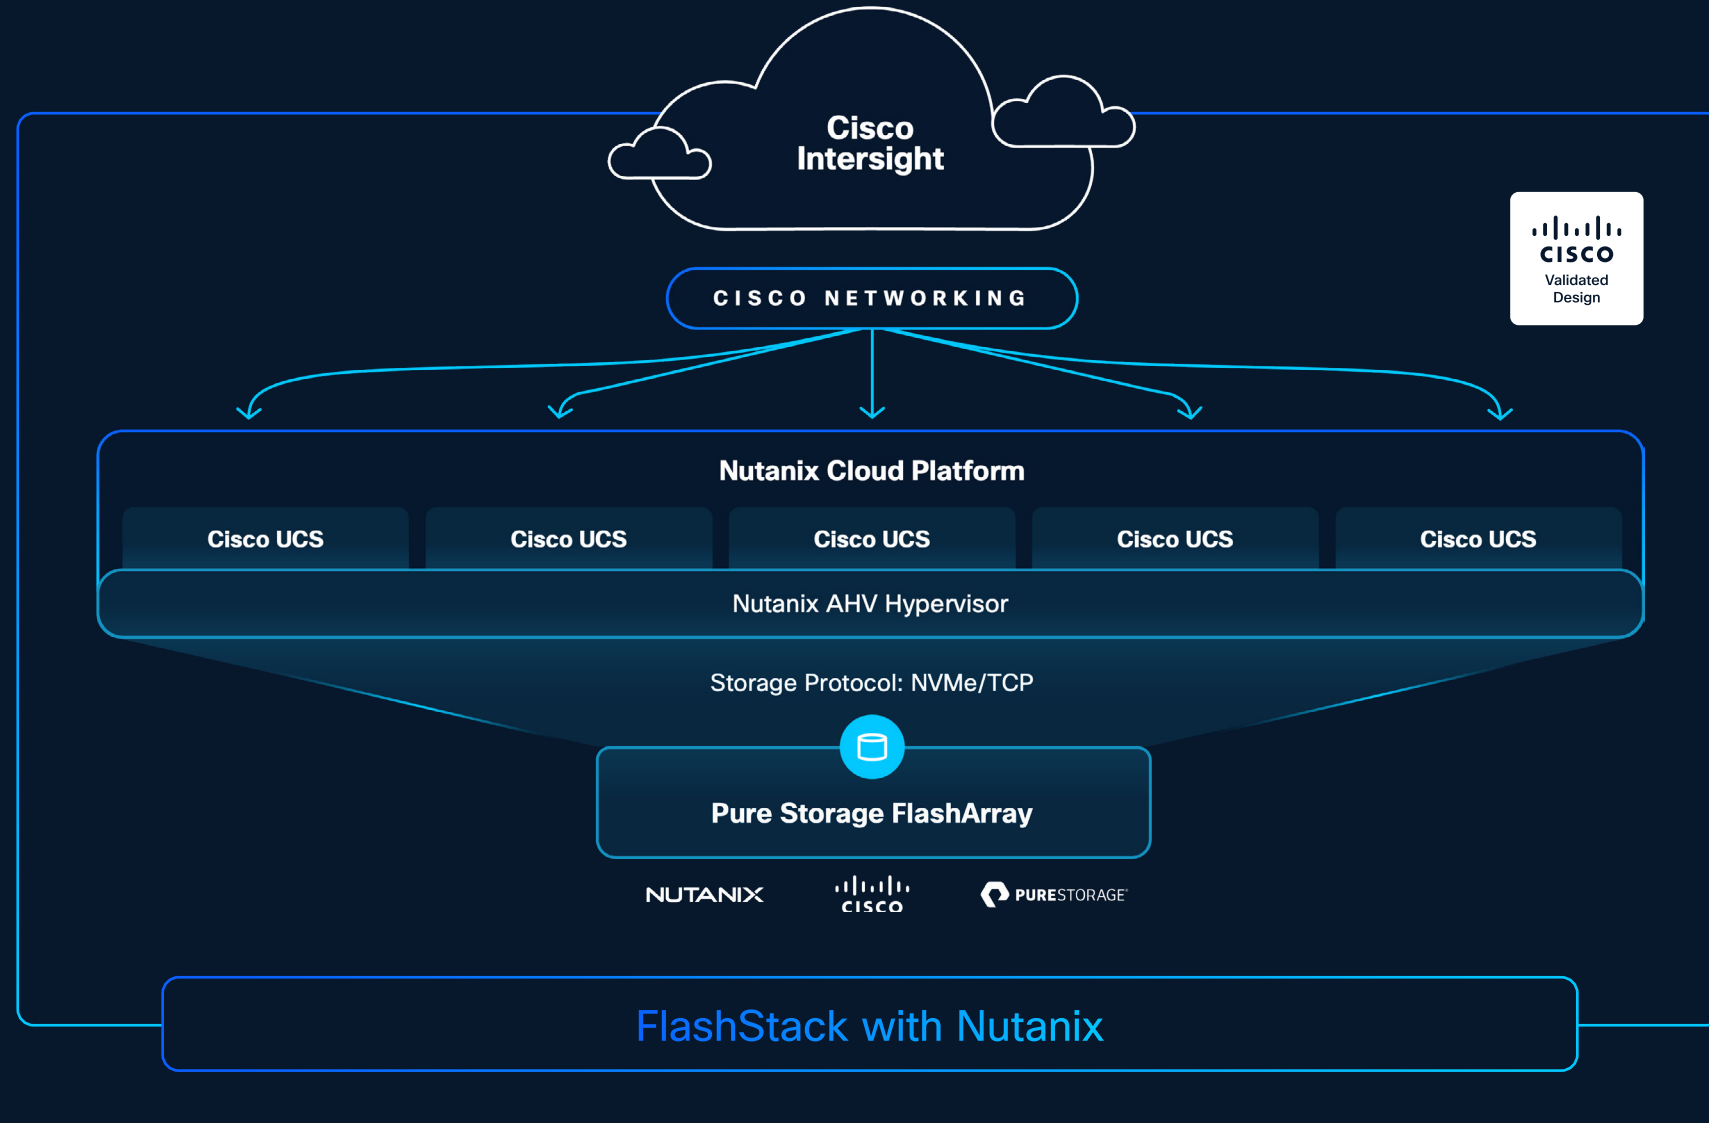 Cisco
Intersight
CISCO
Validated
Design
CISCO NETWORKING
Nutanix Cloud Platform
Cisco UCS
Cisco UCS
Cisco UCS
Cisco UCS
Cisco UCS
Nutanix AHV Hypervisor
Storage Protocol: NVMe/TCP
Pure Storage FlashArray
NUTANIX
CISCO
PURESTORAGE
FlashStack with Nutanix